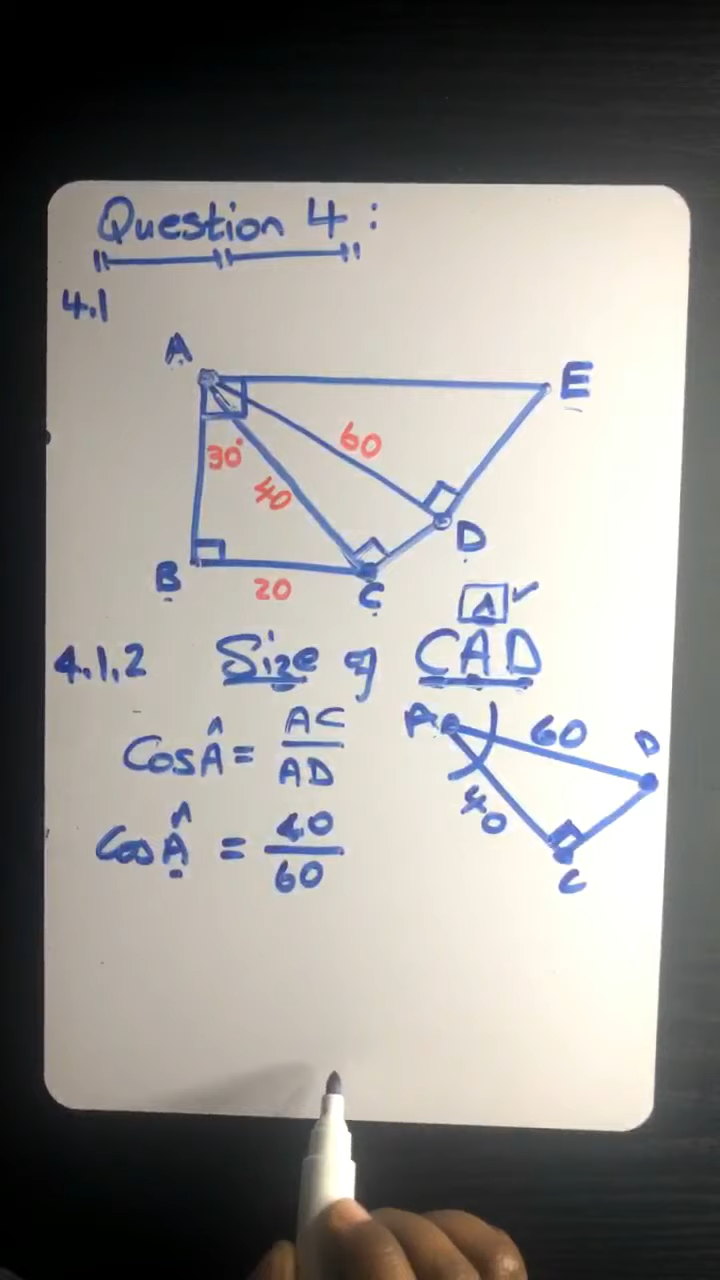 Question 4 :
4.1
A
E
60
30°
40
D
B
20
C
A ✓
4.1.2 Size of CAD
Cos Â = AC / AD
A 60 D
40
Cos Â = 40 / 60
C